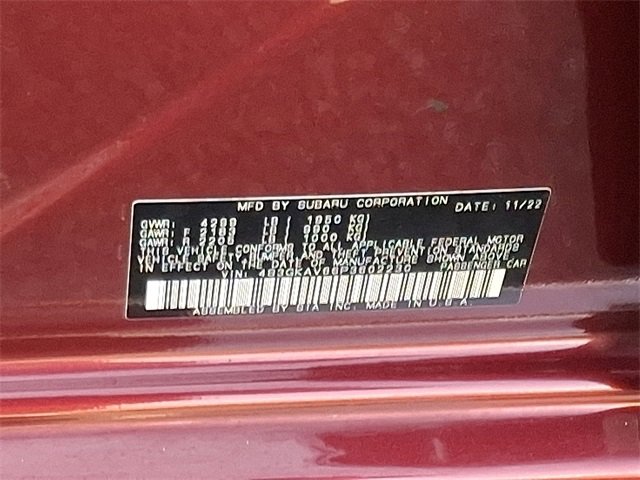 MFD BY SUBARU CORPORATION DATE: 11/22
GVWR: 4299 LB ( 1950 KG)
GAWR: F 2183 LB ( 990 KG)
GAWR: R 2205 LB ( 1000 KG)
THIS VEHICLE CONFORMS TO ALL APPLICABLE FEDERAL MOTOR
VEHICLE SAFETY, BUMPER, AND THEFT PREVENTION STANDARDS
IN EFFECT ON THE DATE OF MANUFACTURE SHOWN ABOVE.
VIN: PASSENGER CAR
ASSEMBLED BY SIA INC. MADE IN U.S.A.